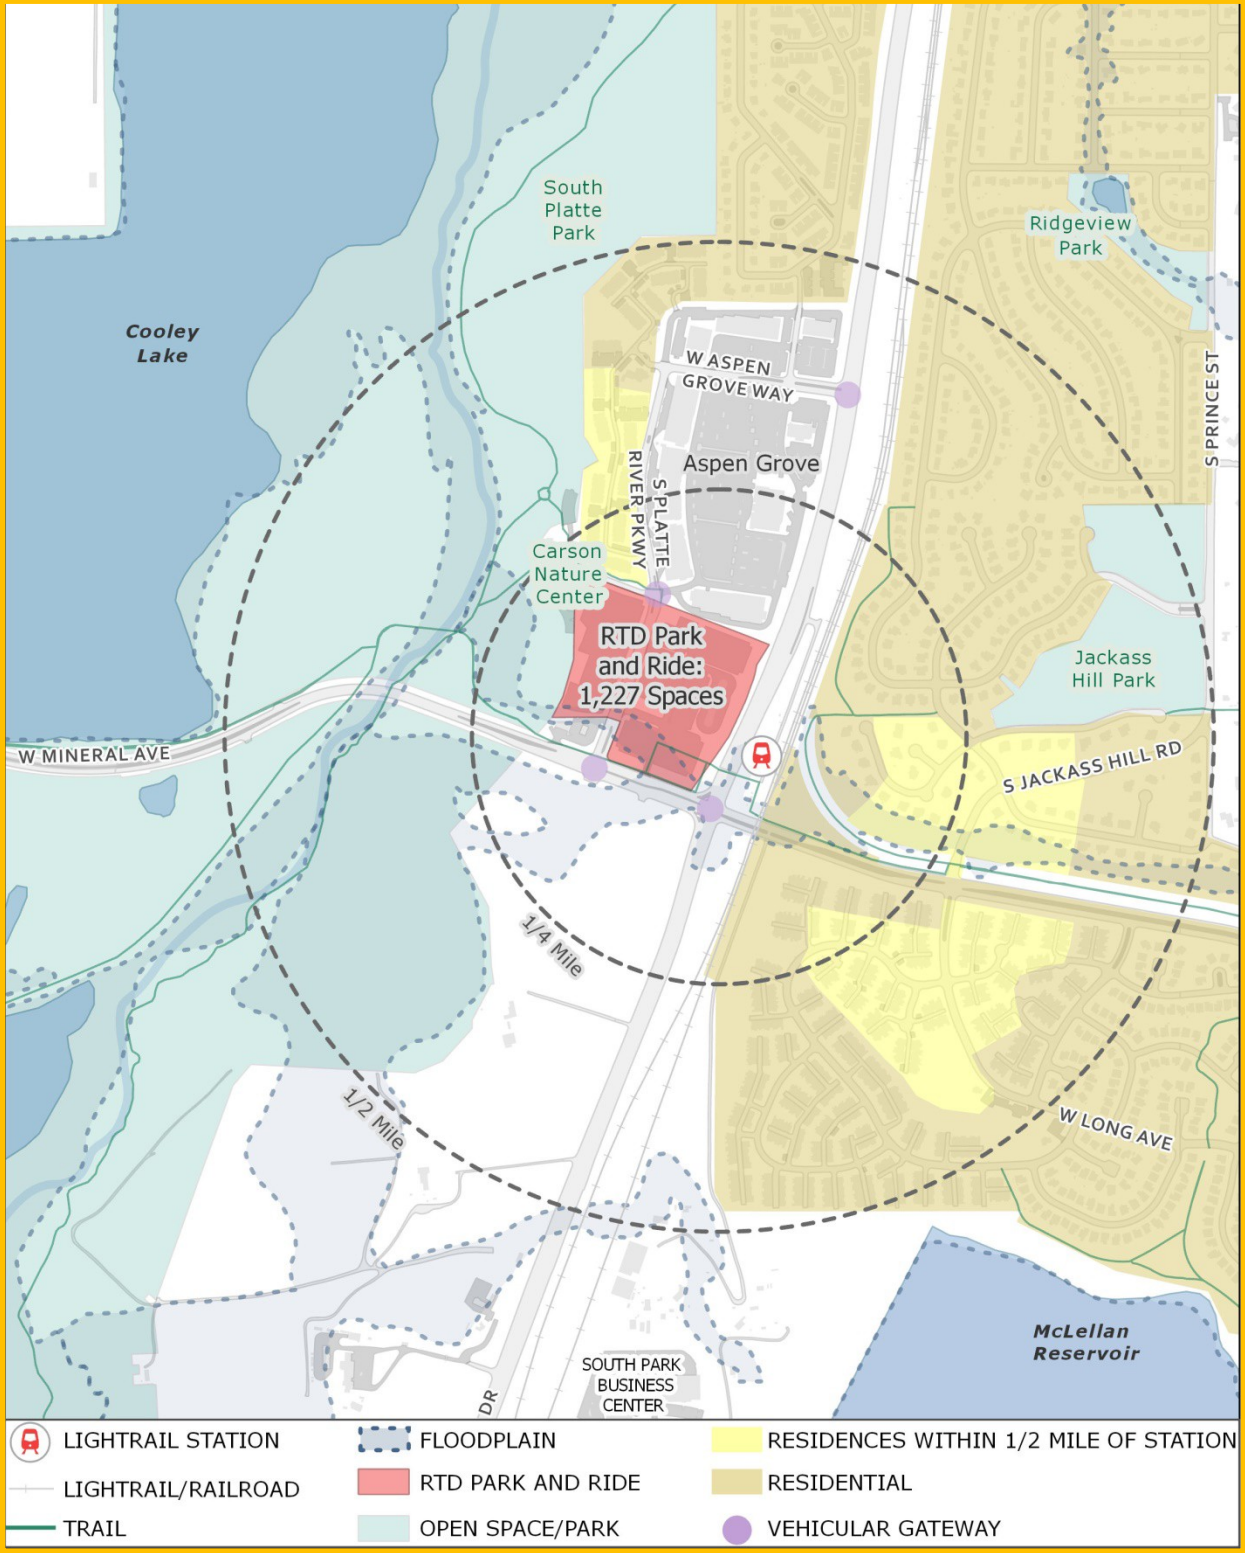 South
Platte
Park
Ridgeview
Park
Cooley
Lake
W ASPEN
GROVE WAY
S PRINCE ST
Aspen Grove
RIVER PKWY
S PLATTE
Carson
Nature
Center
RTD Park
and Ride:
1,227 Spaces
Jackass
Hill Park
W MINERAL AVE
S JACKASS HILL RD
1/4 Mile
1/2 Mile
W LONG AVE
McLellan
Reservoir
SOUTH PARK
BUSINESS
CENTER
DR
LIGHTRAIL STATION
FLOODPLAIN
RESIDENCES WITHIN 1/2 MILE OF STATION
LIGHTRAIL/RAILROAD
RTD PARK AND RIDE
RESIDENTIAL
TRAIL
OPEN SPACE/PARK
VEHICULAR GATEWAY